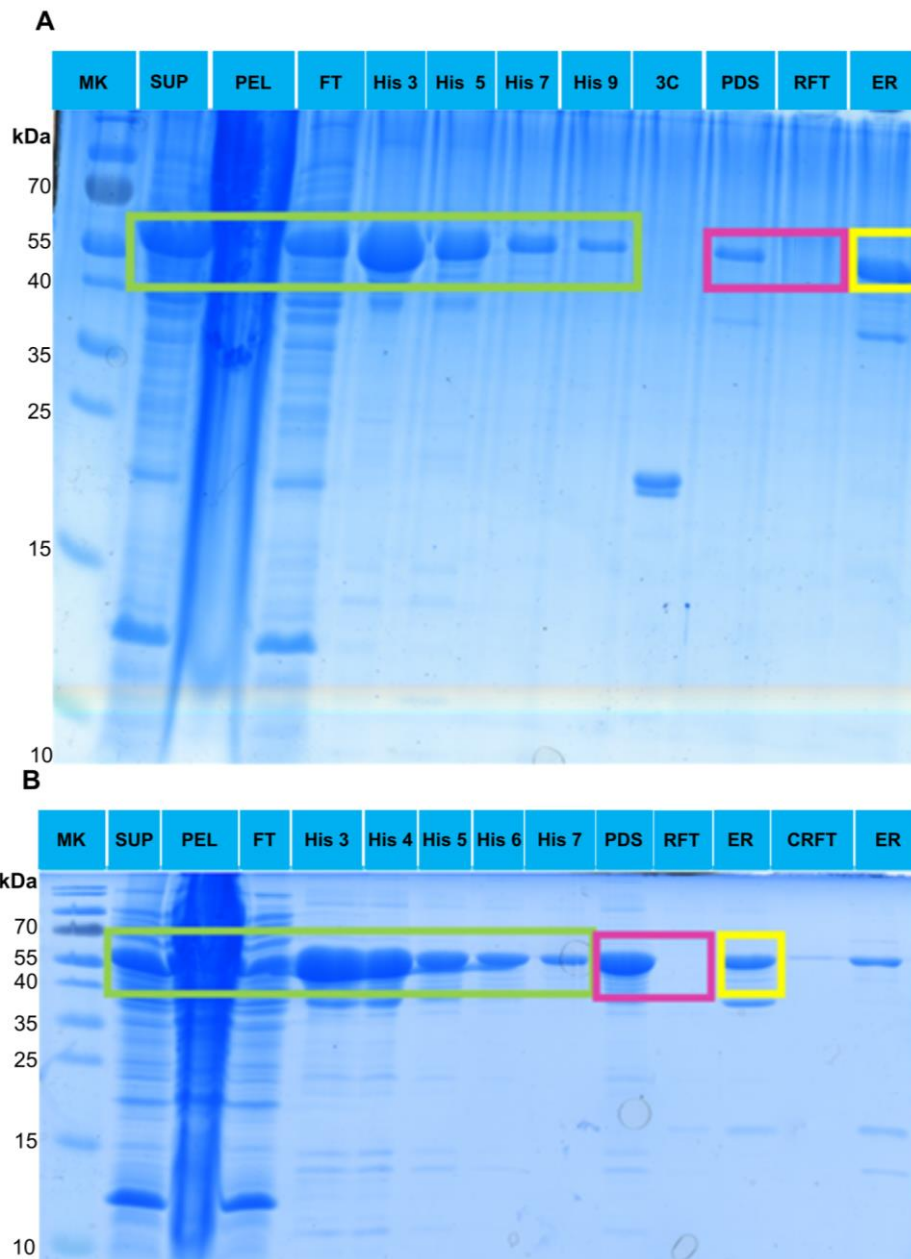 A
MK SUP PEL FT His 3 His 5 His 7 His 9 3C PDS RFT ER
kDa
70
55
40
35
25
15
10
B
MK SUP PEL FT His 3 His 4 His 5 His 6 His 7 PDS RFT ER CRFT ER
kDa
70
55
40
35
25
15
10